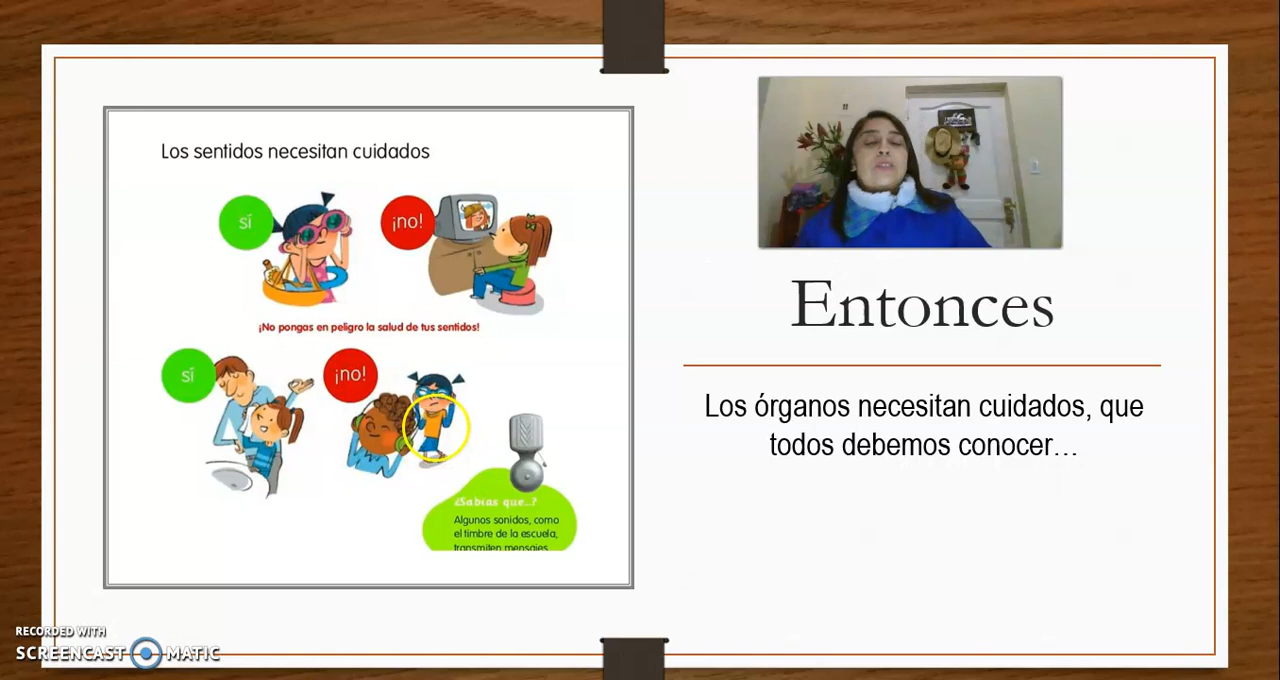 Los sentidos necesitan cuidados
sí
¡no!
¡No pongas en peligro la salud de tus sentidos!
sí
¡no!
¿Sabías que...?
Algunos sonidos, como
el timbre de la escuela,
transmiten mensajes
Entonces
Los órganos necesitan cuidados, que
todos debemos conocer...
RECORDED WITH
SCREENCAST MATIC